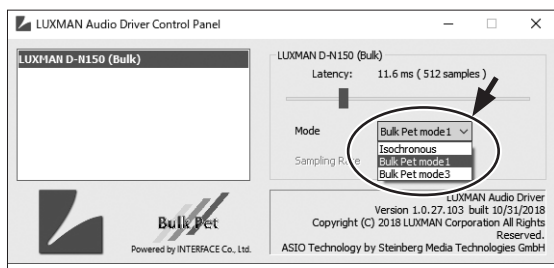 LUXMAN Audio Driver Control Panel
LUXMAN D-N150 (Bulk)
LUXMAN D-N150 (Bulk)
Latency: 11.6 ms ( 512 samples )
Mode Bulk Pet mode1
Isochronous
Bulk Pet mode1
Bulk Pet mode3
Sampling Rate
Bulk Pet
Powered by INTERFACE Co., Ltd.
LUXMAN Audio Driver
Version 1.0.27.103 built 10/31/2018
Copyright (C) 2018 LUXMAN Corporation All Rights
Reserved.
ASIO Technology by Steinberg Media Technologies GmbH